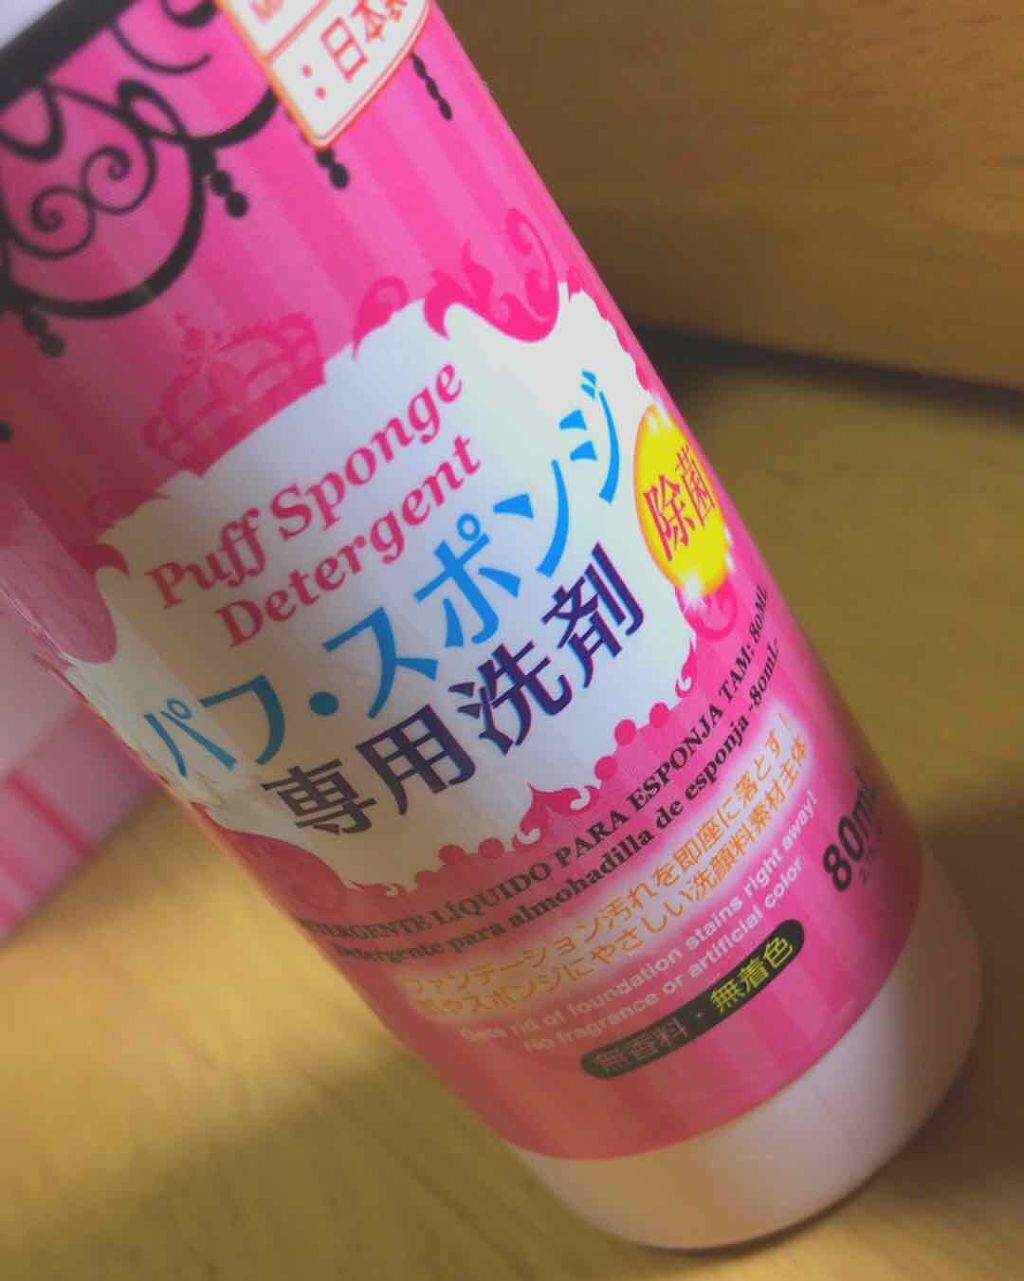 :日本製
Puff Sponge
Detergent
パフ・スポンジ
専用洗剤
除菌
DETERGENTE LÍQUIDO PARA ESPONJA TAM: 80ML
Detergente para almohadilla de esponja -80mL-
ファンデーション汚れを即座に落とす!
肌やスポンジにやさしい洗顔料素材主体
Gets rid of foundation stains right away!
No fragrance or artificial color
80mL
無香料・無着色